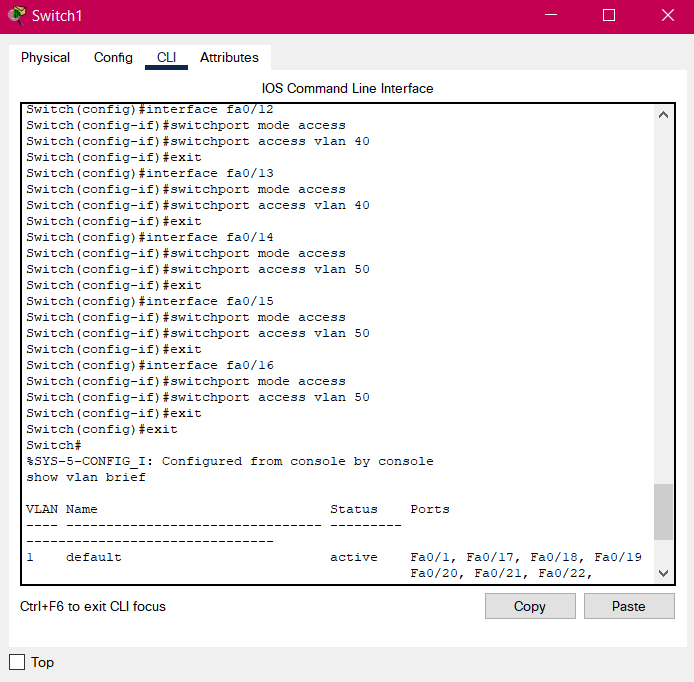 Switch1
Physical Config CLI Attributes
IOS Command Line Interface
Switch(config)#interface fa0/12
Switch(config-if)#switchport mode access
Switch(config-if)#switchport access vlan 40
Switch(config-if)#exit
Switch(config)#interface fa0/13
Switch(config-if)#switchport mode access
Switch(config-if)#switchport access vlan 40
Switch(config-if)#exit
Switch(config)#interface fa0/14
Switch(config-if)#switchport mode access
Switch(config-if)#switchport access vlan 50
Switch(config-if)#exit
Switch(config)#interface fa0/15
Switch(config-if)#switchport mode access
Switch(config-if)#switchport access vlan 50
Switch(config-if)#exit
Switch(config)#interface fa0/16
Switch(config-if)#switchport mode access
Switch(config-if)#switchport access vlan 50
Switch(config-if)#exit
Switch(config)#exit
Switch#
%SYS-5-CONFIG_I: Configured from console by console
show vlan brief

VLAN Name                             Status    Ports
---- -------------------------------- ---------
-------------------------------
1    default                          active    Fa0/1, Fa0/17, Fa0/18, Fa0/19
                                                Fa0/20, Fa0/21, Fa0/22,
Ctrl+F6 to exit CLI focus
Copy Paste
Top